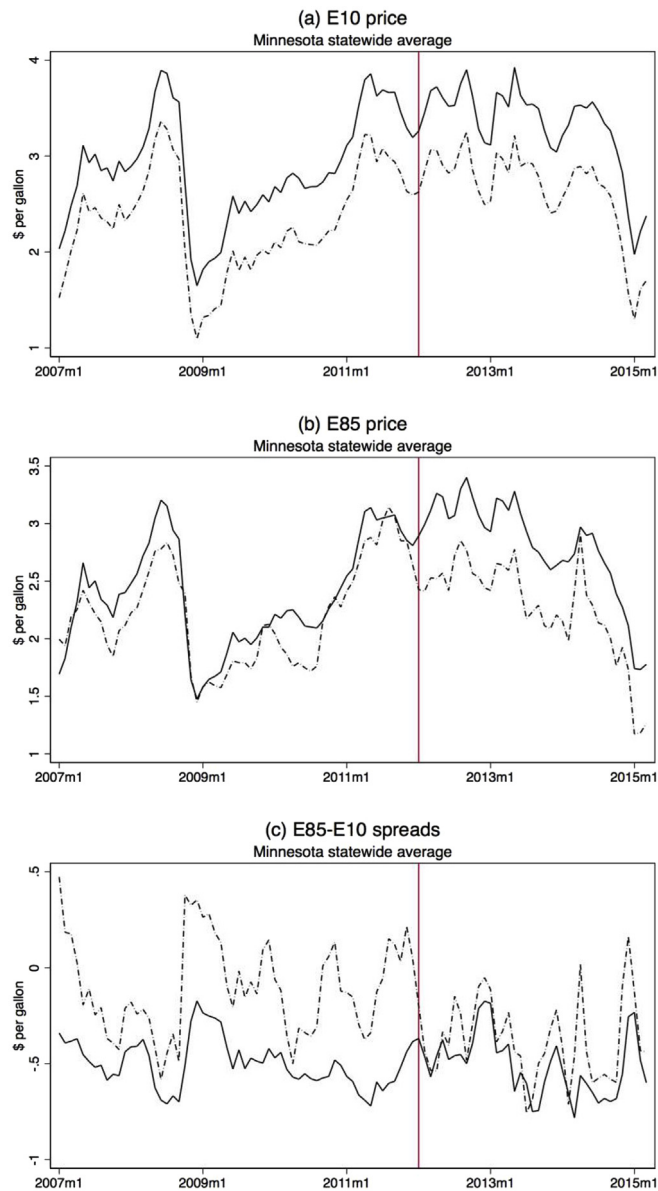 (a) E10 price
Minnesota statewide average
4
3
2
1
$ per gallon
2007m1 2009m1 2011m1 2013m1 2015m1
(b) E85 price
Minnesota statewide average
3.5
3
2.5
2
1.5
1
$ per gallon
2007m1 2009m1 2011m1 2013m1 2015m1
(c) E85-E10 spreads
Minnesota statewide average
.5
0
-.5
-1
$ per gallon
2007m1 2009m1 2011m1 2013m1 2015m1